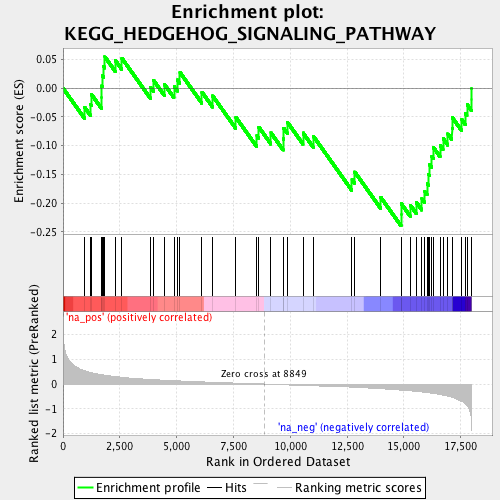 Enrichment plot:
KEGG_HEDGEHOG_SIGNALING_PATHWAY
Enrichment score (ES)
0.05
0.00
-0.05
-0.10
-0.15
-0.20
-0.25
'na_pos' (positively correlated)
Ranked list metric (PreRanked)
2
1
0
-1
-2
Zero cross at 8849
'na_neg' (negatively correlated)
0
2,500
5,000
7,500
10,000
12,500
15,000
17,500
Rank in Ordered Dataset
Enrichment profile
Hits
Ranking metric scores